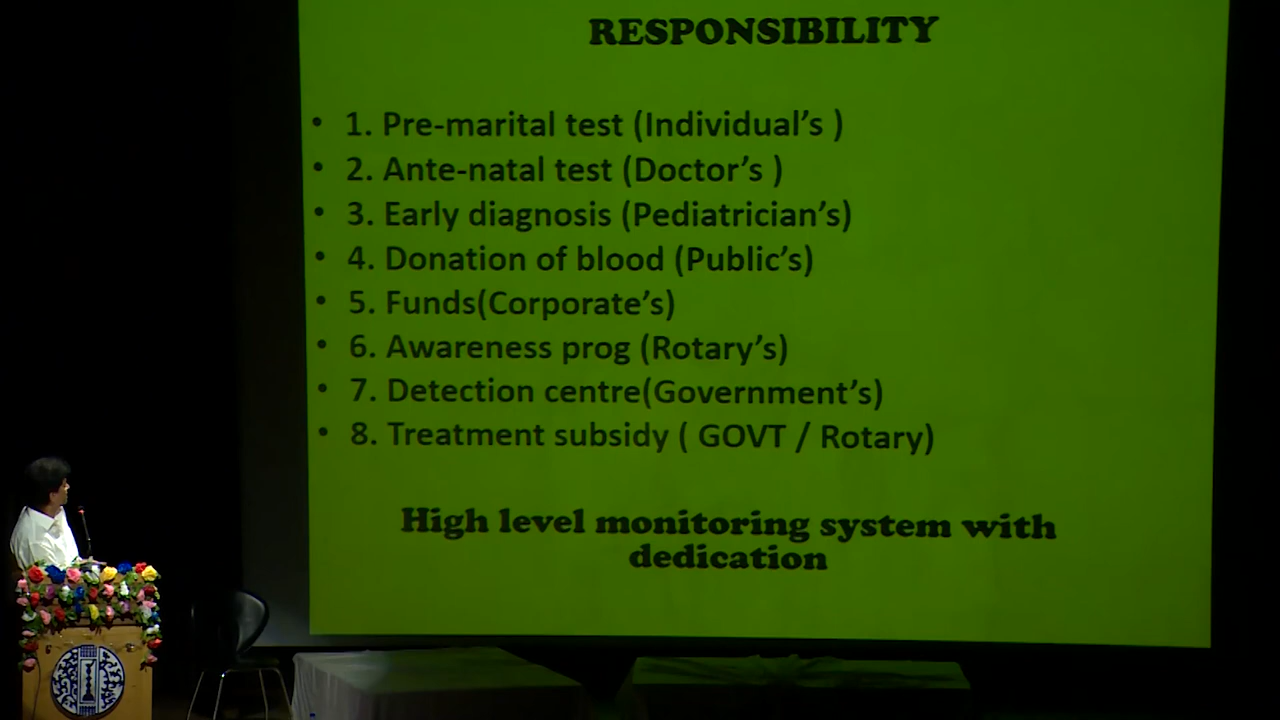 RESPONSIBILITY
• 1. Pre-marital test (Individual’s )
• 2. Ante-natal test (Doctor’s )
• 3. Early diagnosis (Pediatrician’s)
• 4. Donation of blood (Public’s)
• 5. Funds(Corporate’s)
• 6. Awareness prog (Rotary’s)
• 7. Detection centre(Government’s)
• 8. Treatment subsidy ( GOVT / Rotary)
High level monitoring system with
dedication